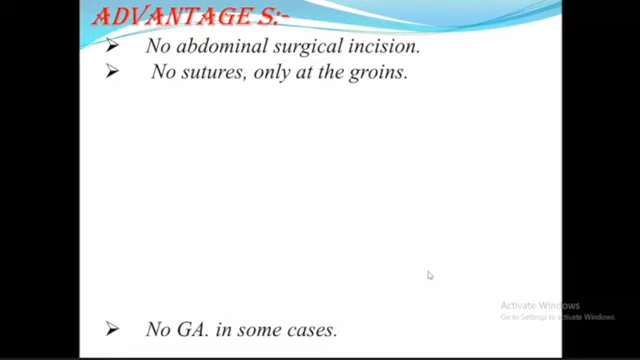 ADVANTAGE S:-
➢ No abdominal surgical incision.
➢ No sutures, only at the groins.
Activate Windows
Go to Settings to activate Windows.
➢ No GA. in some cases.